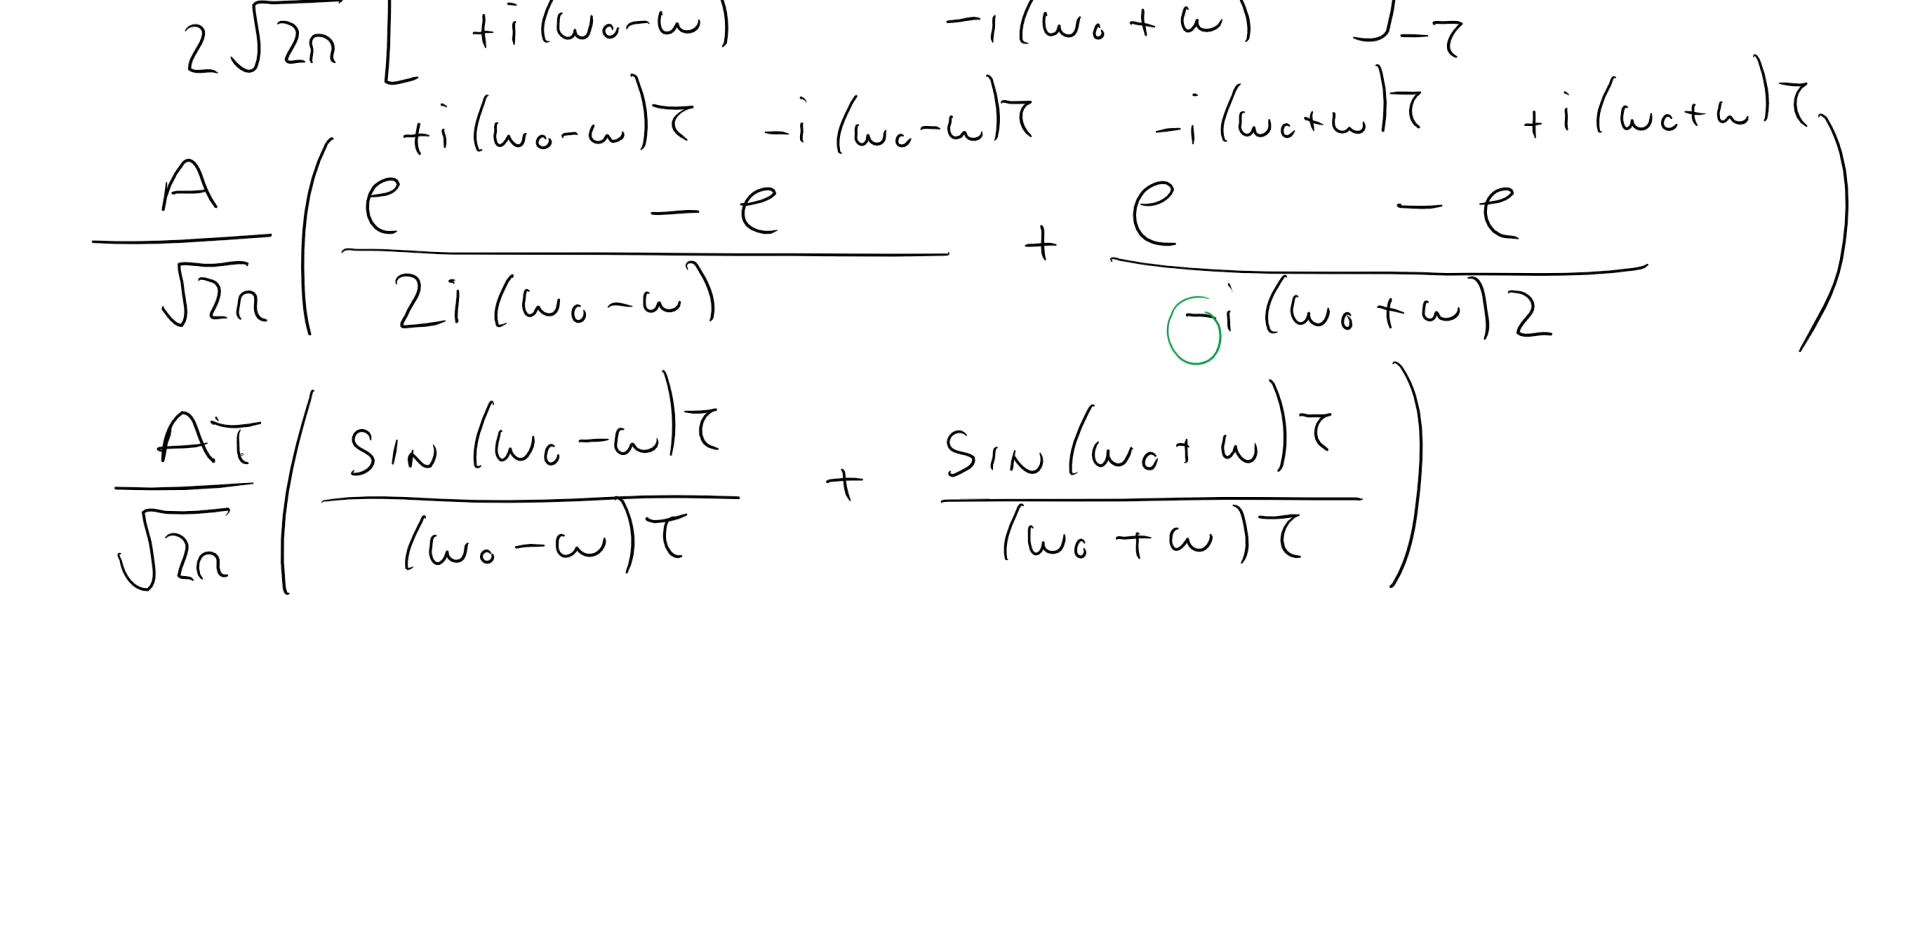 2√2π [ +i(ω₀-ω) -i(ω₀+ω) ]-τ
A/√2π ( (e^{+i(ω₀-ω)τ} - e^{-i(ω₀-ω)τ})/(2i(ω₀-ω)) + (e^{-i(ω₀+ω)τ} - e^{+i(ω₀+ω)τ})/(-i(ω₀+ω)2) )
Aτ/√2π ( SIN(ω₀-ω)τ/((ω₀-ω)τ) + SIN(ω₀+ω)τ/((ω₀+ω)τ) )